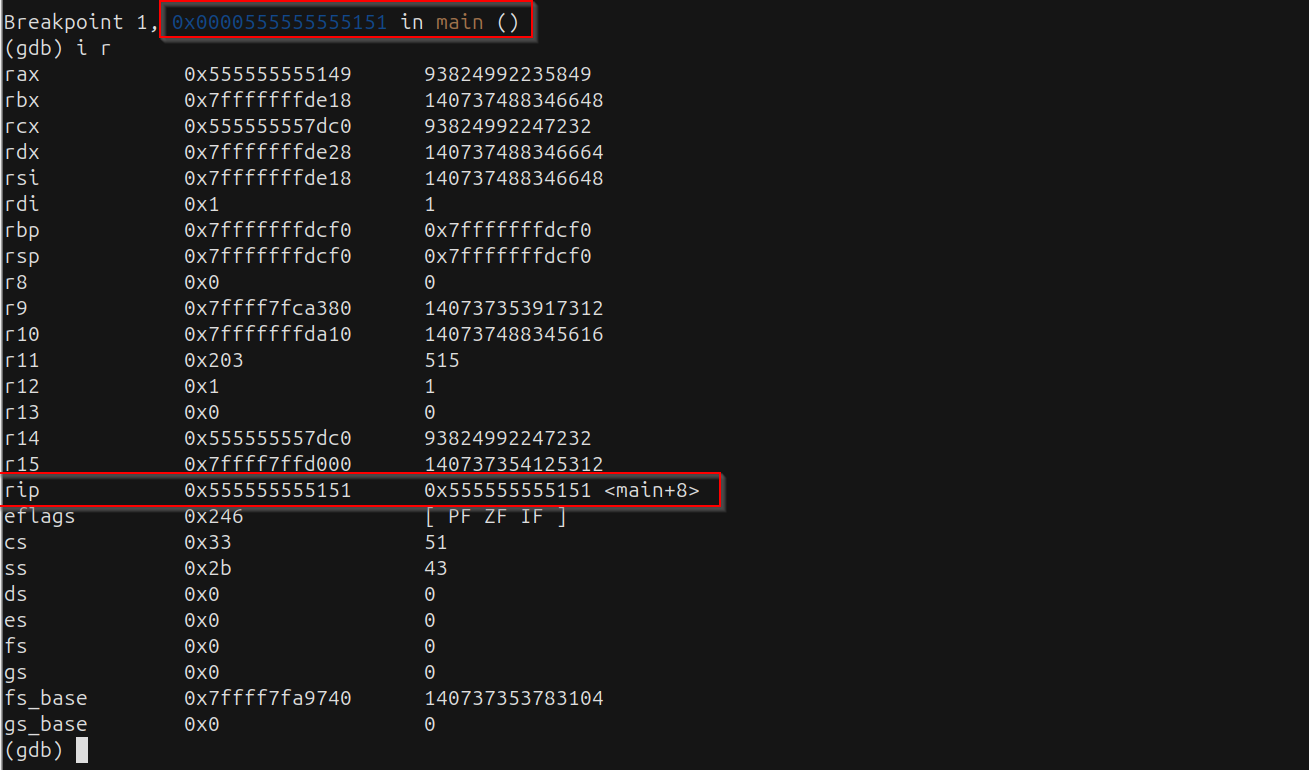 Breakpoint 1, 0x0000555555555151 in main ()
(gdb) i r
rax 0x555555555149 93824992235849
rbx 0x7fffffffde18 140737488346648
rcx 0x555555557dc0 93824992247232
rdx 0x7fffffffde28 140737488346664
rsi 0x7fffffffde18 140737488346648
rdi 0x1 1
rbp 0x7fffffffdcf0 0x7fffffffdcf0
rsp 0x7fffffffdcf0 0x7fffffffdcf0
r8 0x0 0
r9 0x7ffff7fca380 140737353917312
r10 0x7fffffffda10 140737488345616
r11 0x203 515
r12 0x1 1
r13 0x0 0
r14 0x555555557dc0 93824992247232
r15 0x7ffff7ffd000 140737354125312
rip 0x555555555151 0x555555555151 <main+8>
eflags 0x246 [ PF ZF IF ]
cs 0x33 51
ss 0x2b 43
ds 0x0 0
es 0x0 0
fs 0x0 0
gs 0x0 0
fs_base 0x7ffff7fa9740 140737353783104
gs_base 0x0 0
(gdb)